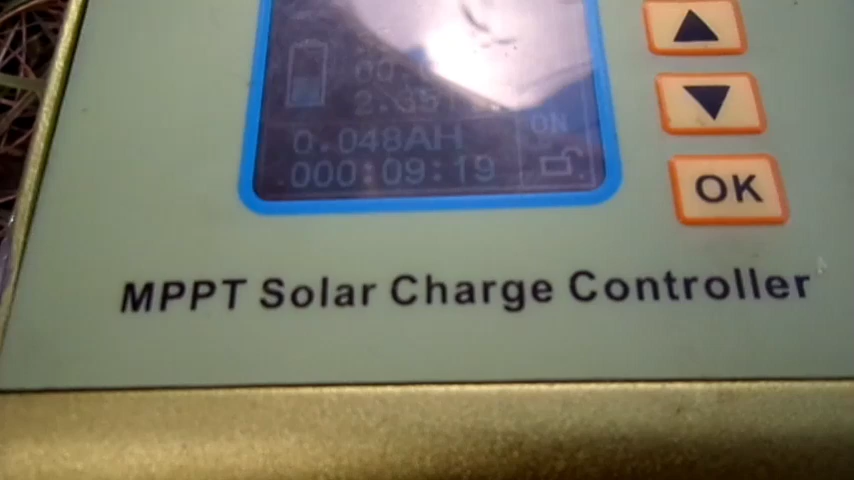 0.048AH
000:09:19
ON
OK
MPPT Solar Charge Controller